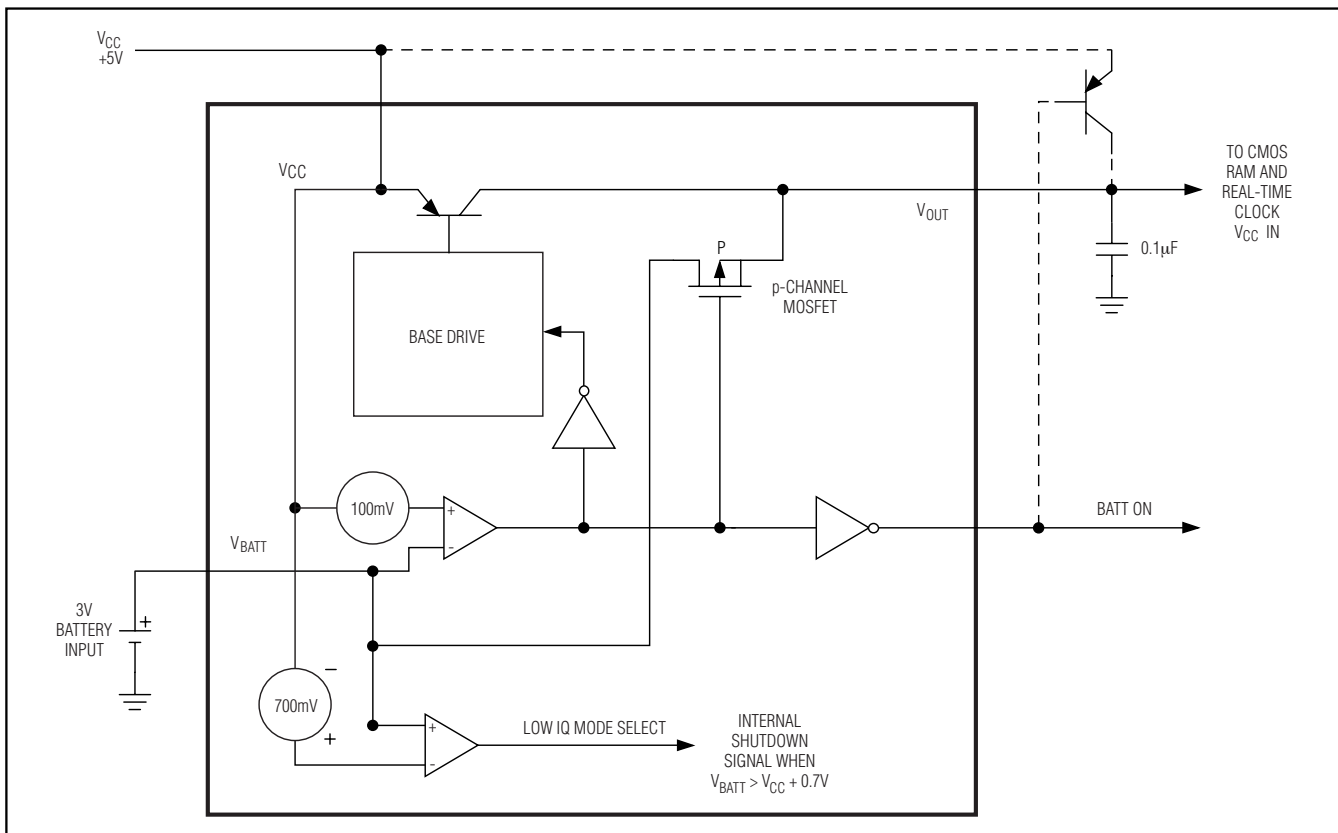 VCC
+5V
VCC
TO CMOS
RAM AND
REAL-TIME
CLOCK
VCC IN
VOUT
P
0.1μF
p-CHANNEL
MOSFET
BASE DRIVE
100mV
+
-
BATT ON
VBATT
3V
BATTERY
INPUT
+
−
700mV
+
+
-
LOW IQ MODE SELECT
INTERNAL
SHUTDOWN
SIGNAL WHEN
VBATT > VCC + 0.7V